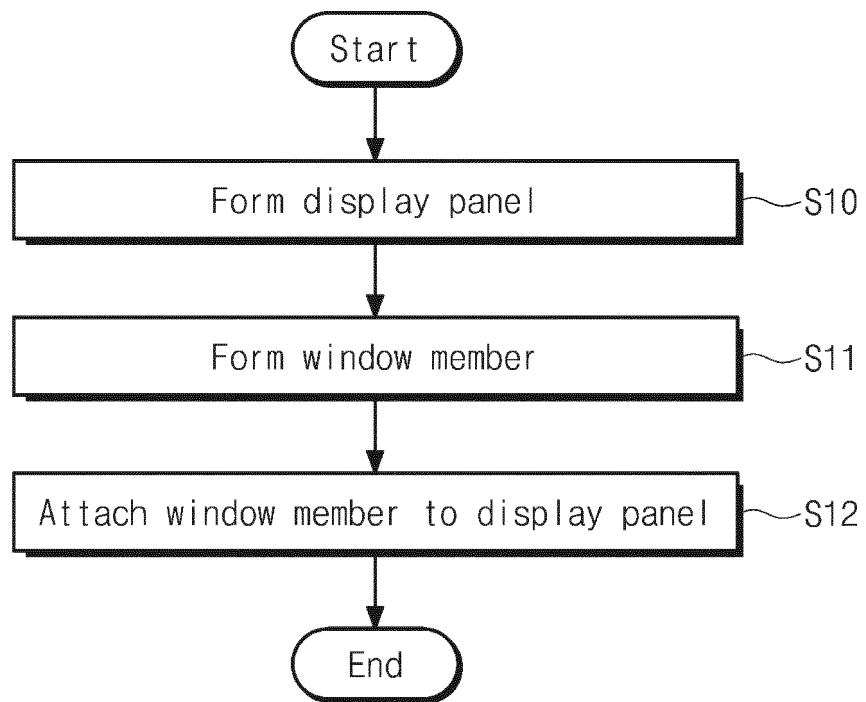 Start
Form display panel
S10
Form window member
S11
Attach window member to display panel
S12
End